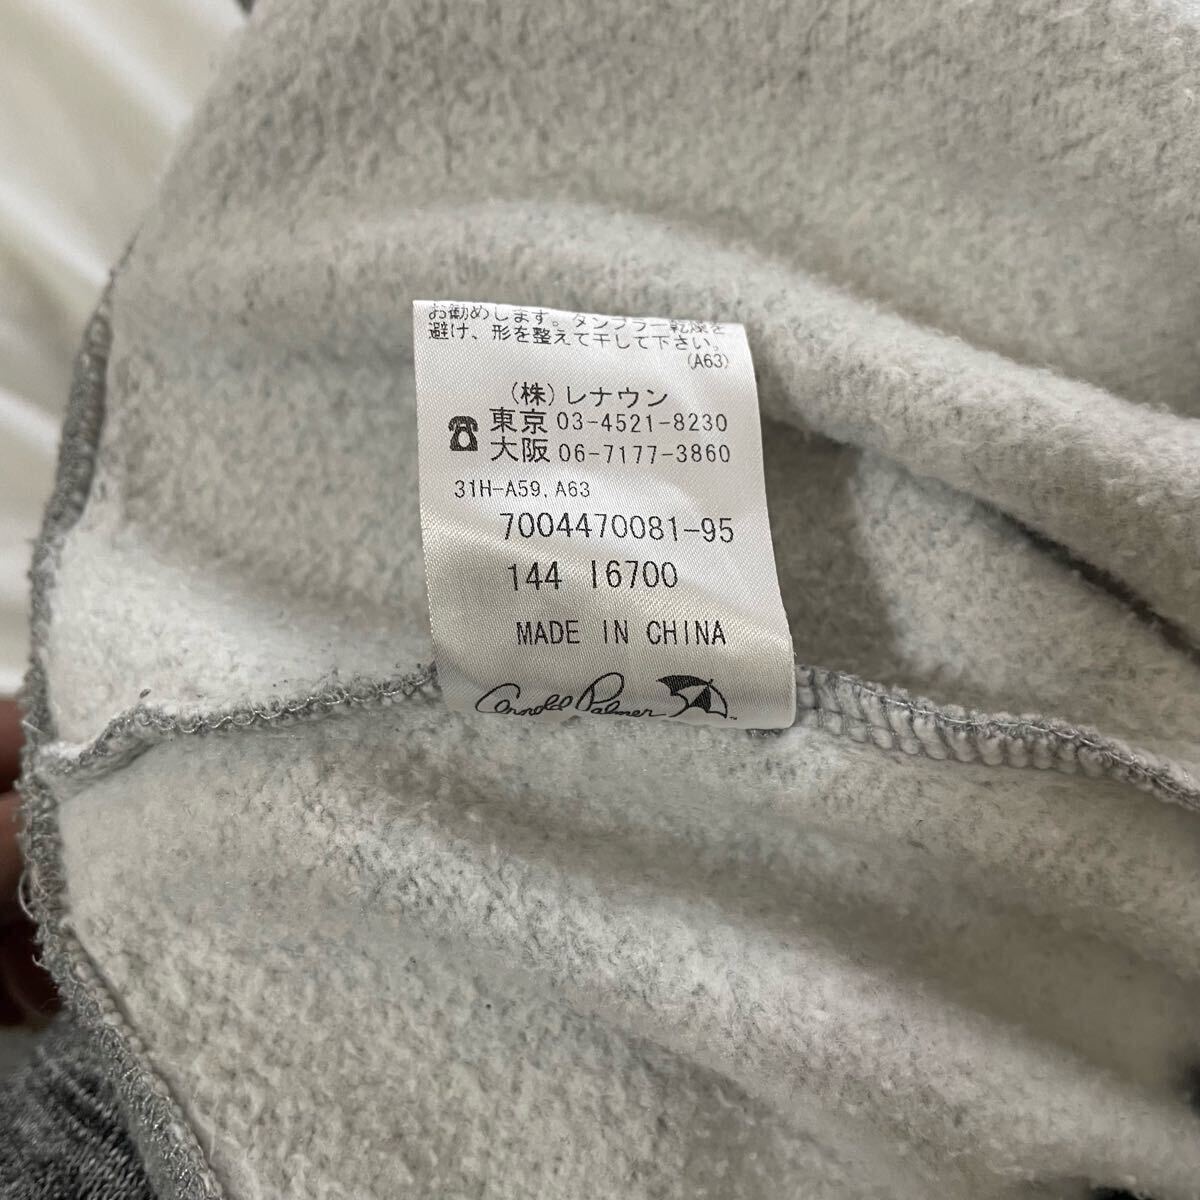 お勧めします。タンブラー乾燥を
避け、形を整えて干して下さい。
(A63)
(株)レナウン
☎ 東京 03-4521-8230
大阪 06-7177-3860
31H-A59, A63
7004470081-95
144 16700
MADE IN CHINA
Arnold Palmer ™